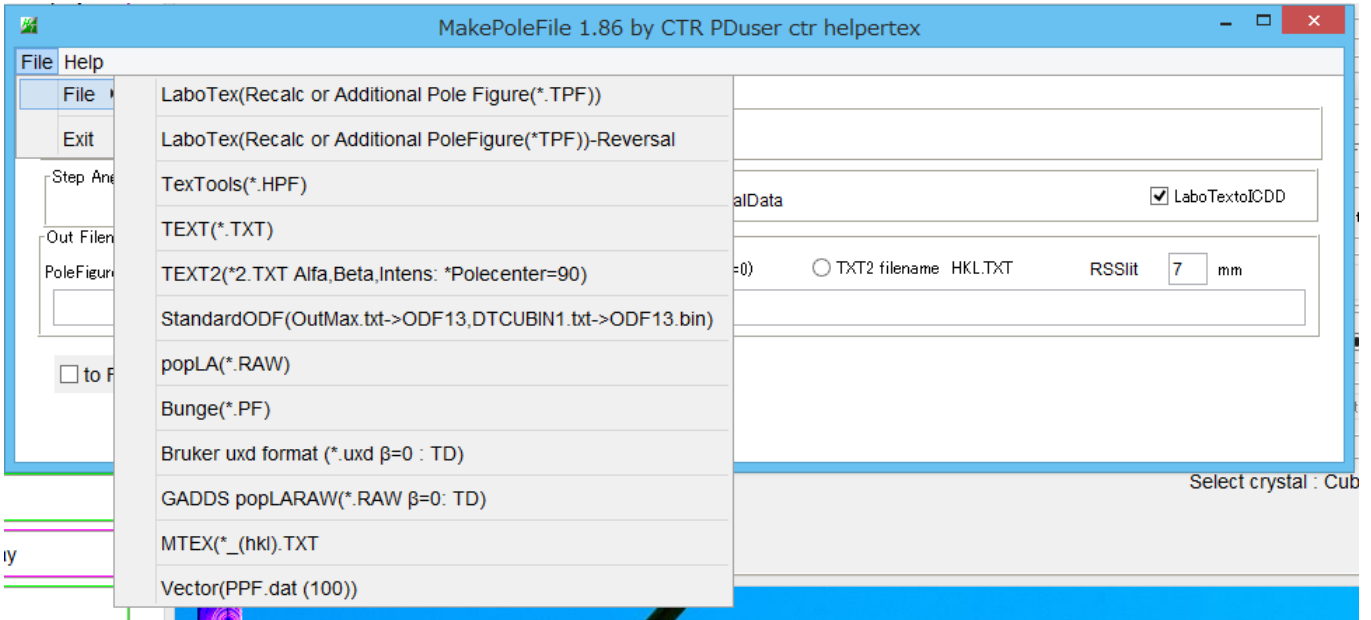 MakePoleFile 1.86 by CTR PDuser ctr helpertex
File Help
File
LaboTex(Recalc or Additional Pole Figure(*.TPF))
Exit
LaboTex(Recalc or Additional PoleFigure(*TPF))-Reversal
Step Ang
TexTools(*.HPF)
alData
LaboTextoICDD
TEXT(*.TXT)
Out Filen
PoleFigure
TEXT2(*2.TXT Alfa,Beta,Intens: *Polecenter=90)
=0)
TXT2 filename HKL.TXT
RSSlit 7 mm
StandardODF(OutMax.txt->ODF13,DTCUBIN1.txt->ODF13.bin)
to F
popLA(*.RAW)
Bunge(*.PF)
Bruker uxd format (*.uxd β=0 : TD)
Select crystal : Cub
GADDS popLARAW(*.RAW β=0: TD)
MTEX(*_(hkl).TXT
Vector(PPF.dat (100))